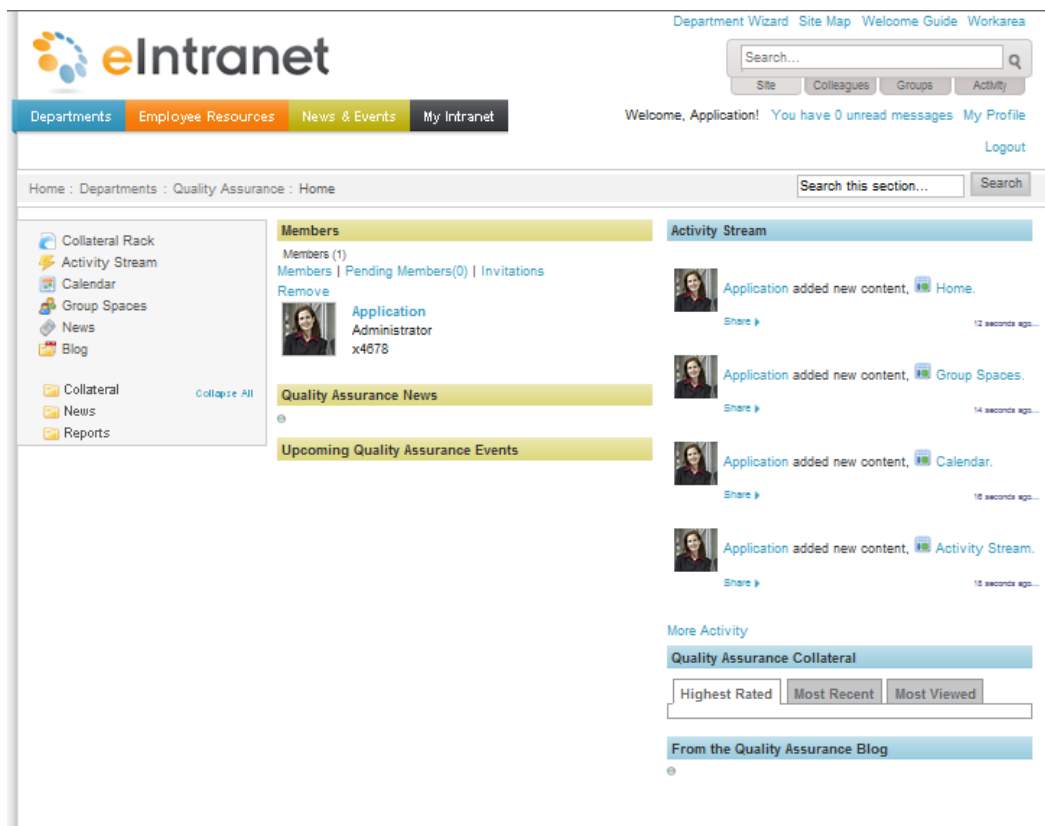 Department Wizard Site Map Welcome Guide Workarea
eIntranet
Search...
Site Colleagues Groups Activity
Departments Employee Resources News & Events My Intranet
Welcome, Application! You have 0 unread messages My Profile
Logout
Home : Departments : Quality Assurance : Home
Search this section... Search
Collateral Rack
Activity Stream
Calendar
Group Spaces
News
Blog
Collateral Collapse All
News
Reports
Members
Members (1)
Members | Pending Members(0) | Invitations
Remove
Application
Administrator
x4678
Quality Assurance News
Upcoming Quality Assurance Events
Activity Stream
Application added new content, Home.
Share 12 seconds ago...
Application added new content, Group Spaces.
Share 14 seconds ago...
Application added new content, Calendar.
Share 16 seconds ago...
Application added new content, Activity Stream.
Share seconds ago...
More Activity
Quality Assurance Collateral
Highest Rated Most Recent Most Viewed
From the Quality Assurance Blog